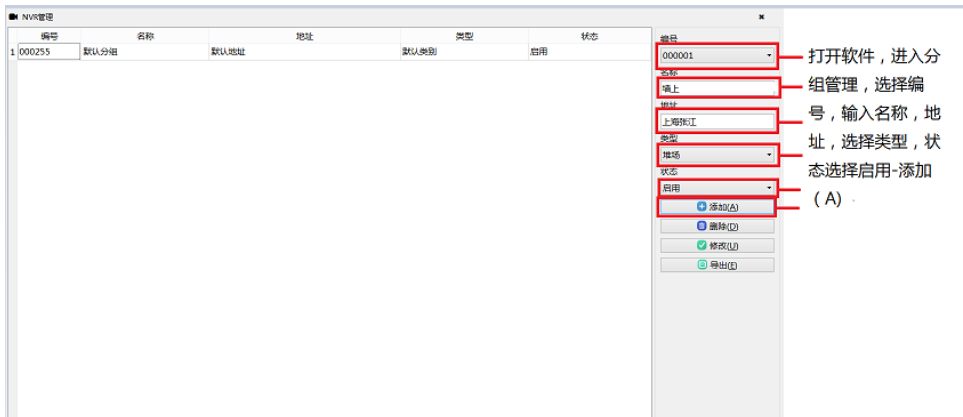 NVR管理
编号 名称 地址 类型 状态
1 000255 默认分组 默认地址 默认类别 启用
编号
000001
名称
墙上
地址
上海张江
类型
堆场
状态
启用
添加(A)
删除(D)
修改(U)
导出(E)
打开软件，进入分
组管理，选择编
号，输入名称，地
址，选择类型，状
态选择启用-添加
（A）